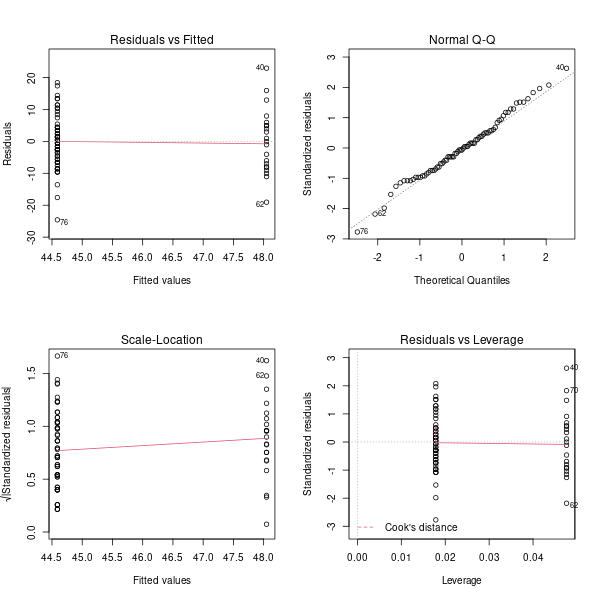 Residuals vs Fitted
Residuals
-30 -10 0 10 20
40
62
76
44.5 45.0 45.5 46.0 46.5 47.0 47.5 48.0
Fitted values
Normal Q-Q
Standardized residuals
-3 -2 -1 0 1 2 3
40
62
76
-2 -1 0 1 2
Theoretical Quantiles
Scale-Location
√|Standardized residuals|
0.0 0.5 1.0 1.5
76
40
62
44.5 45.0 45.5 46.0 46.5 47.0 47.5 48.0
Fitted values
Residuals vs Leverage
Standardized residuals
-3 -2 -1 0 1 2 3
40
70
62
Cook's distance
0.00 0.01 0.02 0.03 0.04
Leverage